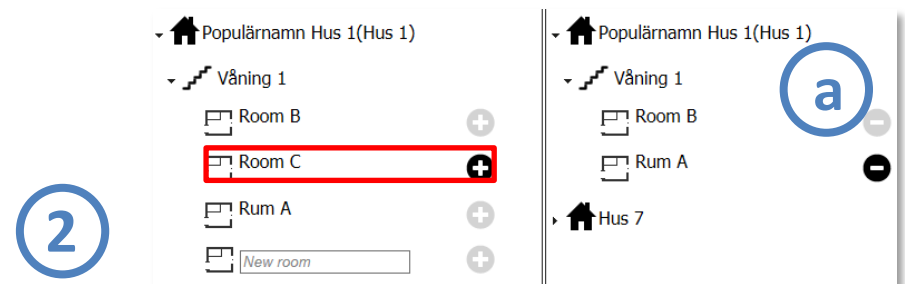 Populärnamn Hus 1(Hus 1)
Våning 1
Room B
Room C
Rum A
New room
2
Populärnamn Hus 1(Hus 1)
Våning 1
a
Room B
Rum A
Hus 7